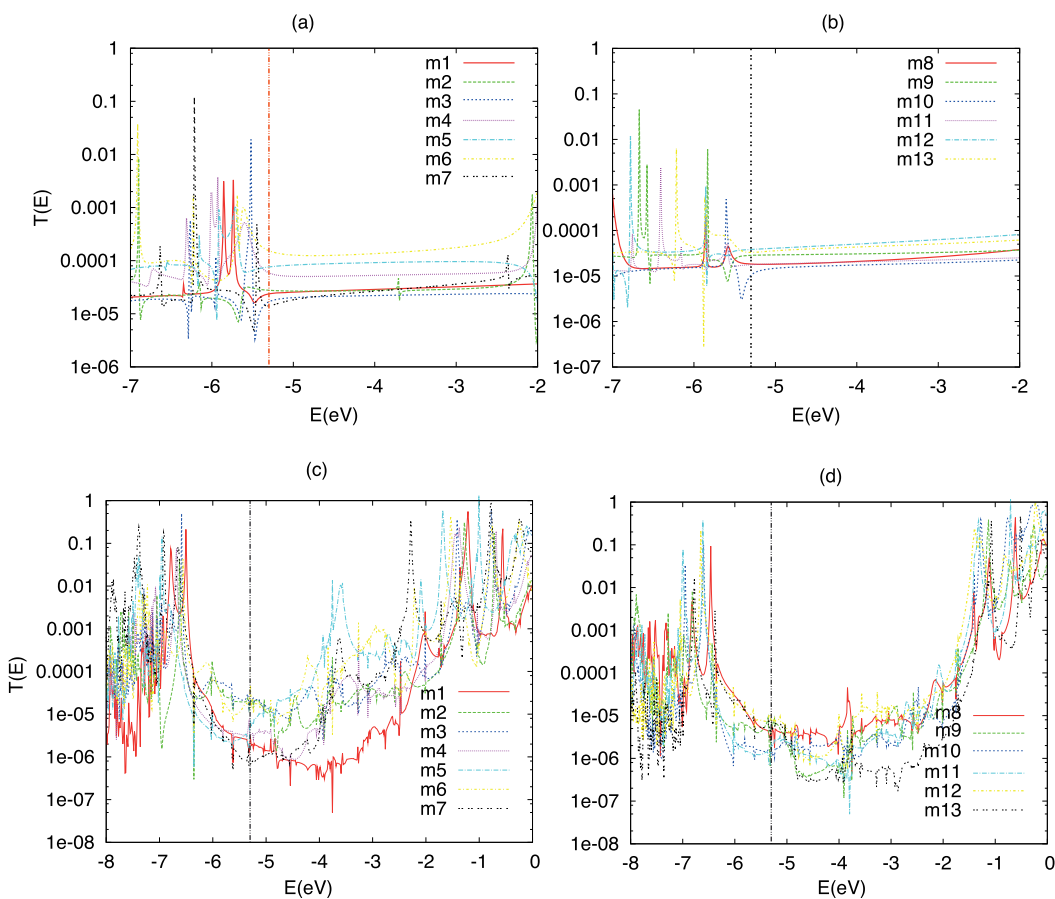 (a)
T(E)
1
0.1
0.01
0.001
0.0001
1e-05
1e-06
m1
m2
m3
m4
m5
m6
m7
-7 -6 -5 -4 -3 -2
E(eV)
(b)
1
0.1
0.01
0.001
0.0001
1e-05
1e-06
1e-07
m8
m9
m10
m11
m12
m13
-7 -6 -5 -4 -3 -2
E(eV)
(c)
T(E)
1
0.1
0.01
0.001
0.0001
1e-05
1e-06
1e-07
1e-08
m1
m2
m3
m4
m5
m6
m7
-8 -7 -6 -5 -4 -3 -2 -1 0
E(eV)
(d)
1
0.1
0.01
0.001
0.0001
1e-05
1e-06
1e-07
1e-08
m8
m9
m10
m11
m12
m13
-8 -7 -6 -5 -4 -3 -2 -1 0
E(eV)